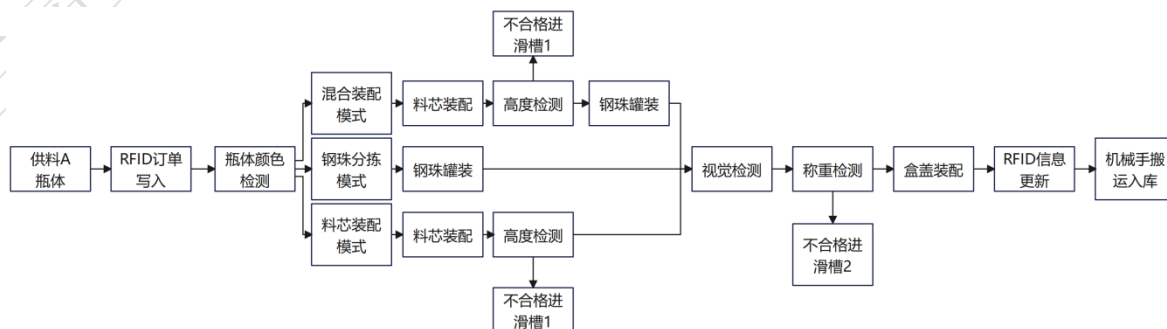 供料A
瓶体
RFID订单
写入
瓶体颜色
检测
混合装配
模式
料芯装配
高度检测
不合格进
滑槽1
钢珠罐装
钢珠分拣
模式
钢珠罐装
料芯装配
模式
料芯装配
高度检测
不合格进
滑槽1
视觉检测
称重检测
不合格进
滑槽2
盒盖装配
RFID信息
更新
机械手搬
运入库